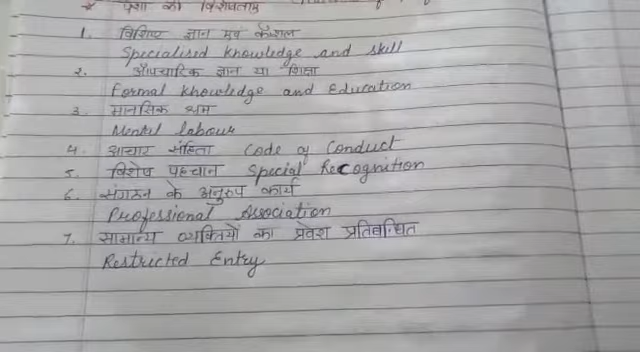 * पेशा की विशेषताएं
1. विशिष्ट ज्ञान एवं कौशल
Specialised Knowledge and skill
2. औपचारिक ज्ञान या शिक्षा
Formal Knowledge and Education
3. मानसिक श्रम
Mental labour
4. आचार संहिता Code of Conduct
5. विशेष पहचान Special Recognition
6. संगठन के अनुरूप कार्य
Professional Association
7. सामान्य व्यक्तियों का प्रवेश प्रतिबन्धित
Restricted Entry